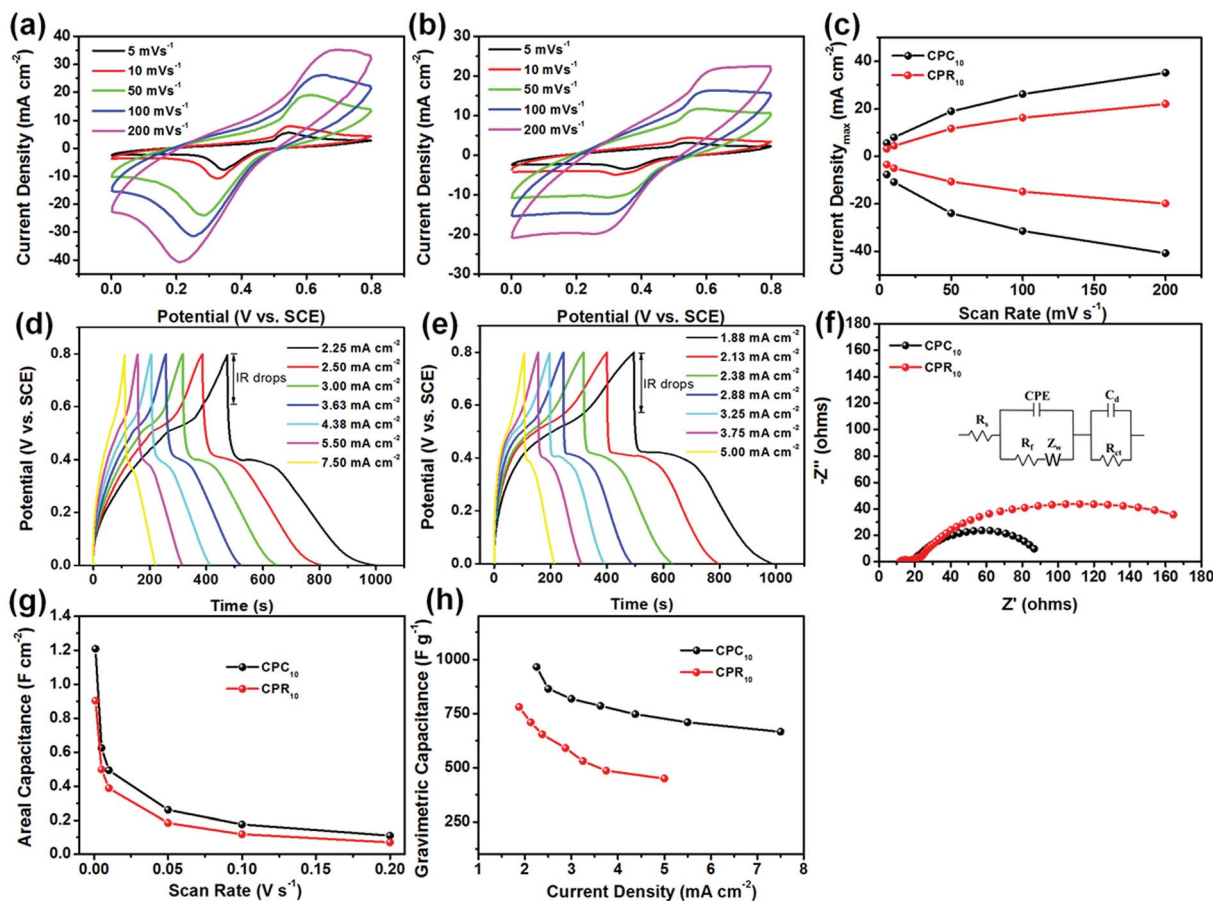 (a)
Current Density (mA cm⁻²)
40
30
20
10
0
-10
-20
-30
-40
5 mVs⁻¹
10 mVs⁻¹
50 mVs⁻¹
100 mVs⁻¹
200 mVs⁻¹
0.0 0.2 0.4 0.6 0.8
Potential (V vs. SCE)
(b)
Current Density (mA cm⁻²)
30
20
10
0
-10
-20
-30
5 mVs⁻¹
10 mVs⁻¹
50 mVs⁻¹
100 mVs⁻¹
200 mVs⁻¹
0.0 0.2 0.4 0.6 0.8
Potential (V vs. SCE)
(c)
Current Density_max (mA cm⁻²)
40
20
0
-20
-40
CPC₁₀
CPR₁₀
0 50 100 150 200
Scan Rate (mV s⁻¹)
(d)
Potential (V vs. SCE)
0.8
0.6
0.4
0.2
0.0
IR drops
2.25 mA cm⁻²
2.50 mA cm⁻²
3.00 mA cm⁻²
3.63 mA cm⁻²
4.38 mA cm⁻²
5.50 mA cm⁻²
7.50 mA cm⁻²
0 200 400 600 800 1000
Time (s)
(e)
Potential (V vs. SCE)
0.8
0.6
0.4
0.2
0.0
IR drops
1.88 mA cm⁻²
2.13 mA cm⁻²
2.38 mA cm⁻²
2.88 mA cm⁻²
3.25 mA cm⁻²
3.75 mA cm⁻²
5.00 mA cm⁻²
0 200 400 600 800 1000
Time (s)
(f)
-Z'' (ohms)
180
160
140
120
100
80
60
40
20
0
CPC₁₀
CPR₁₀
CPE
C_d
R_s
R_f Z_w
R_ct
0 20 40 60 80 100 120 140 160 180
Z' (ohms)
(g)
Areal Capacitance (F cm⁻²)
1.4
1.2
1.0
0.8
0.6
0.4
0.2
0.0
CPC₁₀
CPR₁₀
0.00 0.05 0.10 0.15 0.20
Scan Rate (V s⁻¹)
(h)
Gravimetric Capacitance (F g⁻¹)
1000
750
500
250
CPC₁₀
CPR₁₀
1 2 3 4 5 6 7 8
Current Density (mA cm⁻²)